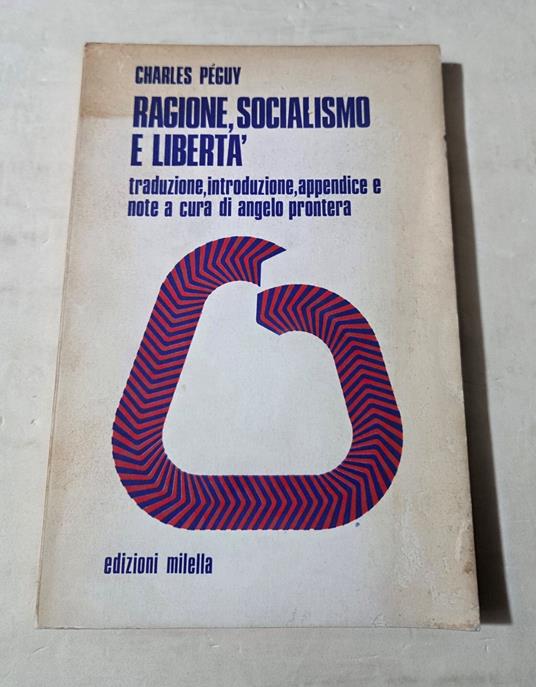 CHARLES PÉGUY
RAGIONE, SOCIALISMO
E LIBERTA'
traduzione, introduzione, appendice e
note a cura di angelo prontera
edizioni milella